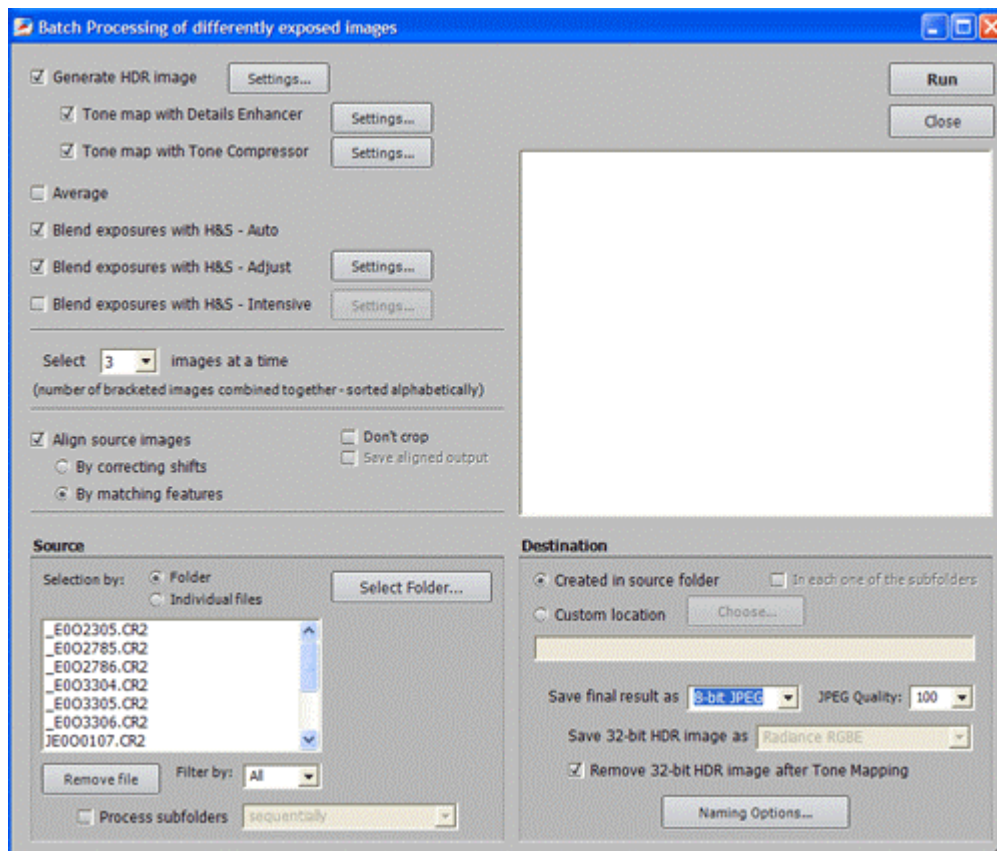 Batch Processing of differently exposed images
Generate HDR image Settings...
Run
Tone map with Details Enhancer Settings...
Close
Tone map with Tone Compressor Settings...
Average
Blend exposures with H&S - Auto
Blend exposures with H&S - Adjust Settings...
Blend exposures with H&S - Intensive Settings...
Select 3 images at a time
(number of bracketed images combined together - sorted alphabetically)
Align source images
Don't crop
By correcting shifts
Save aligned output
By matching features
Source
Selection by: Folder
Individual files
Select Folder...
_E0O2305.CR2
_E0O2785.CR2
_E0O2786.CR2
_E0O3304.CR2
_E0O3305.CR2
_E0O3306.CR2
JE0O0107.CR2
Remove file Filter by: All
Process subfolders sequentially
Destination
Created in source folder In each one of the subfolders
Custom location Choose...
Save final result as 8-bit JPEG JPEG Quality: 100
Save 32-bit HDR image as Radiance RGBE
Remove 32-bit HDR image after Tone Mapping
Naming Options...